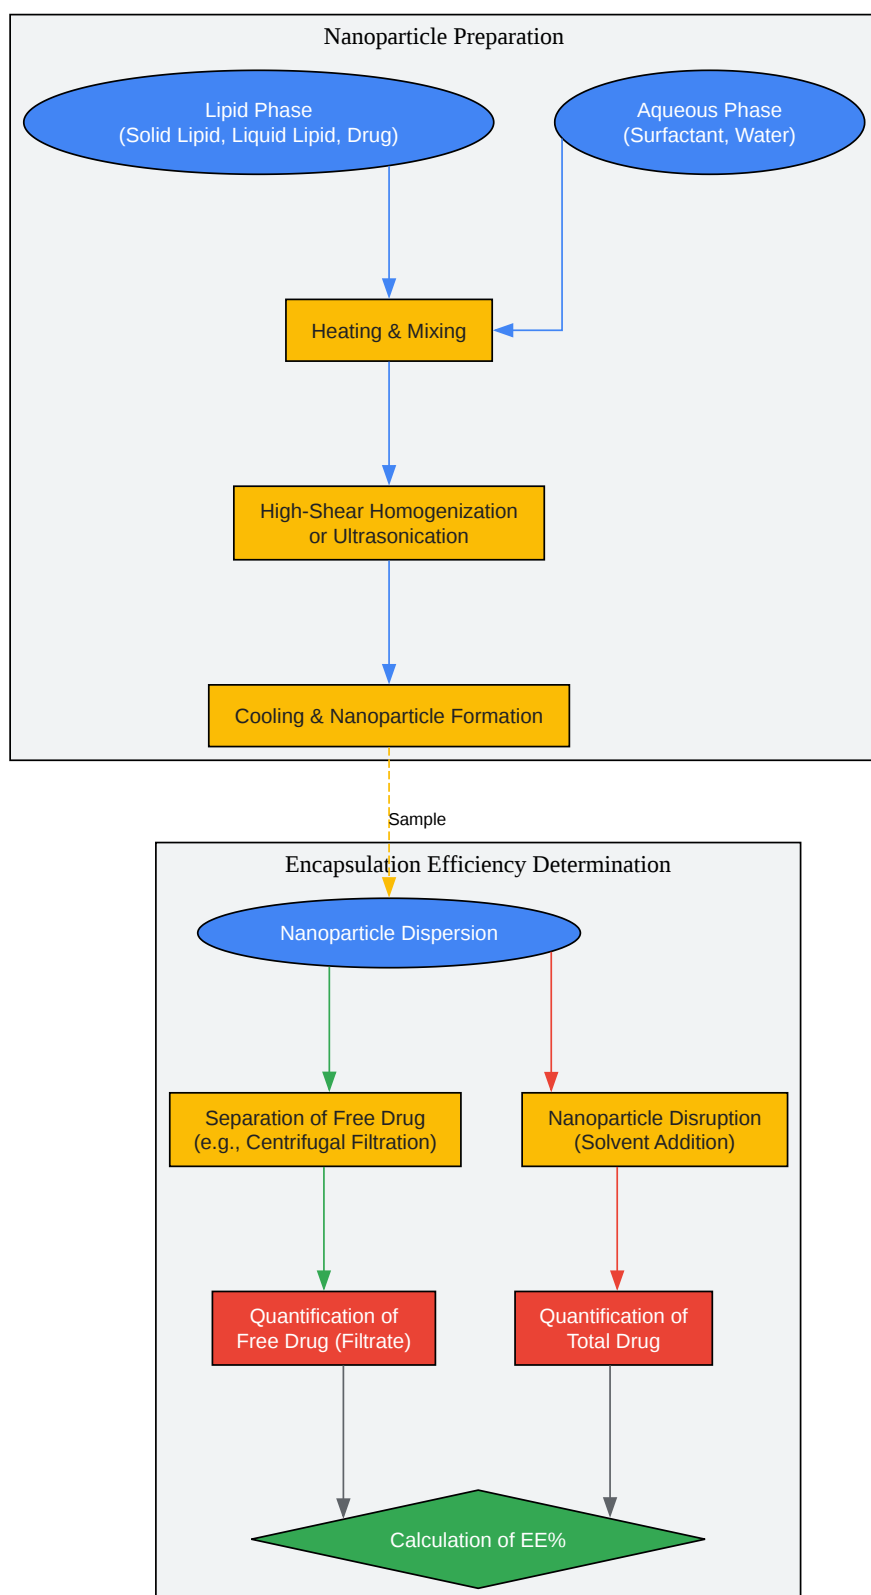 Nanoparticle Preparation
Lipid Phase
(Solid Lipid, Liquid Lipid, Drug)
Aqueous Phase
(Surfactant, Water)
Heating & Mixing
High-Shear Homogenization
or Ultrasonication
Cooling & Nanoparticle Formation
Sample
Encapsulation Efficiency Determination
Nanoparticle Dispersion
Separation of Free Drug
(e.g., Centrifugal Filtration)
Nanoparticle Disruption
(Solvent Addition)
Quantification of
Free Drug (Filtrate)
Quantification of
Total Drug
Calculation of EE%